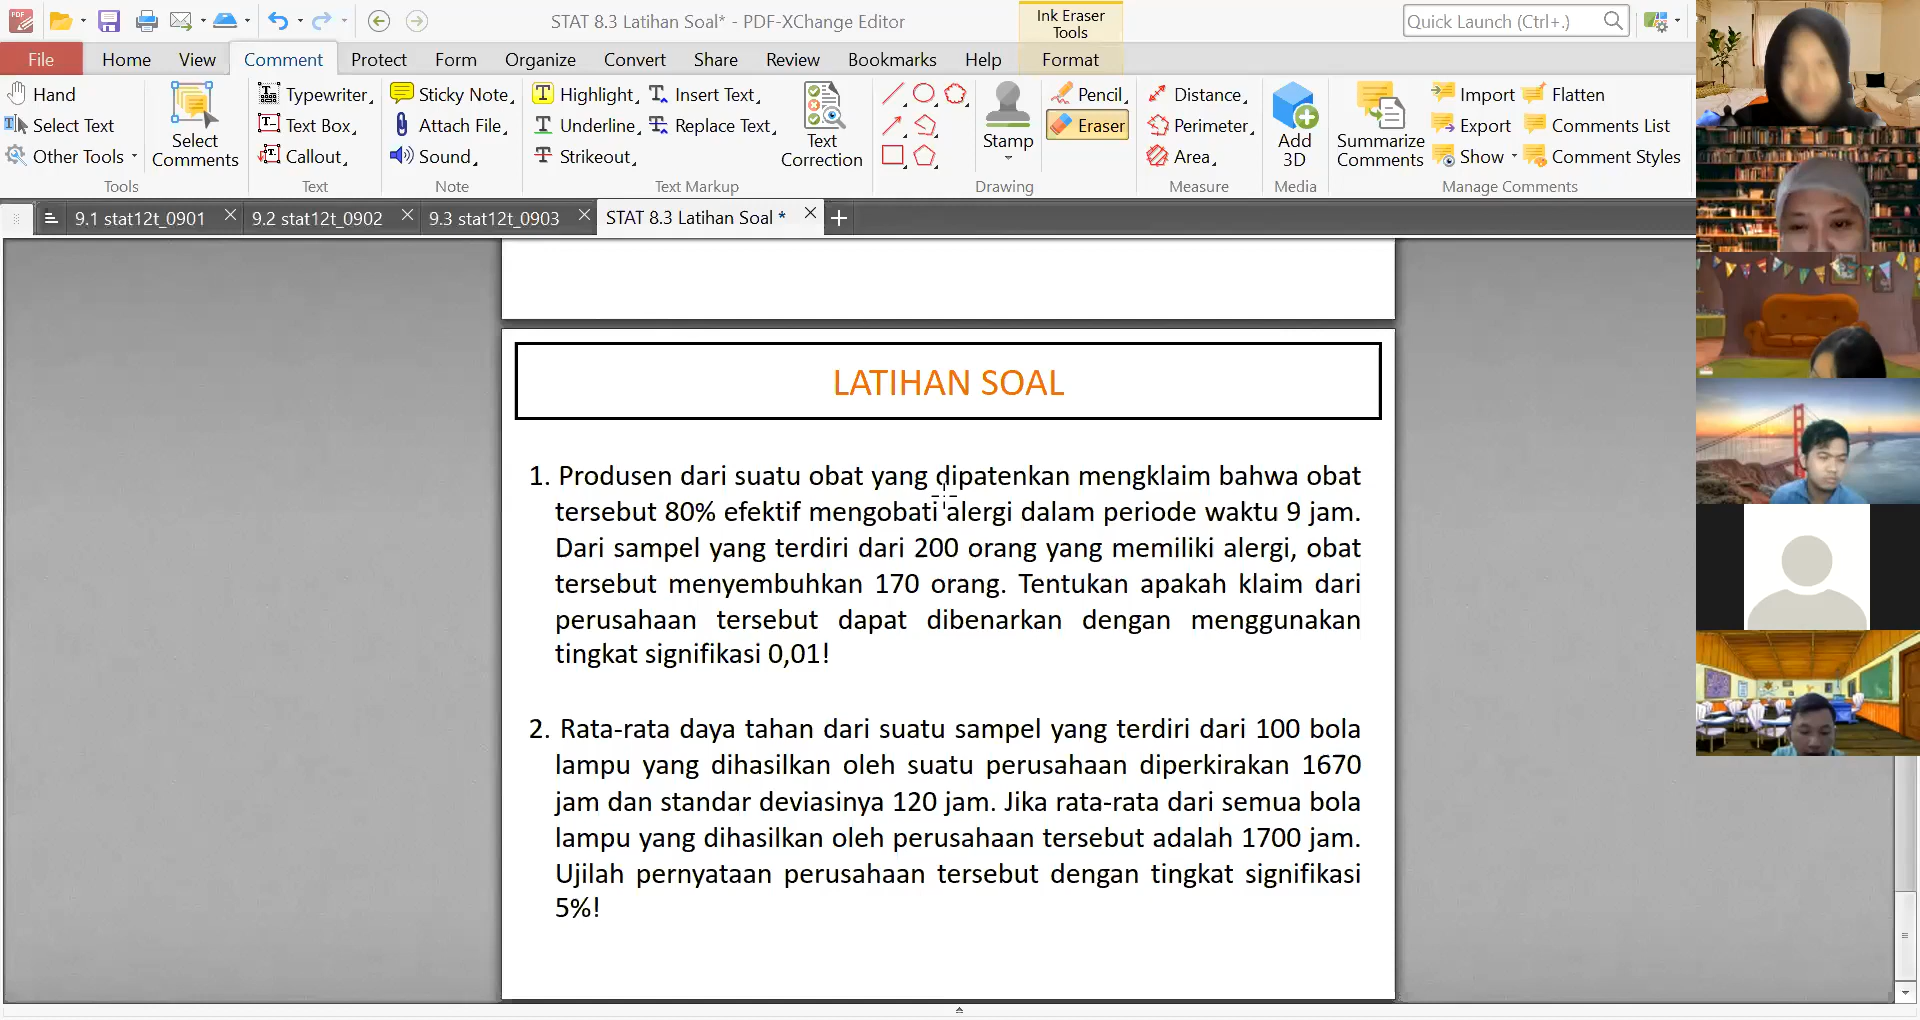 STAT 8.3 Latihan Soal* - PDF-XChange Editor
Ink Eraser
Tools
Quick Launch (Ctrl+.)
File Home View Comment Protect Form Organize Convert Share Review Bookmarks Help Format
Hand
Select Text
Other Tools
Tools
Select
Comments
Typewriter
Text Box
Callout
Text
Sticky Note
Attach File
Sound
Note
Highlight
Underline
Strikeout
Insert Text
Replace Text
Text
Correction
Text Markup
Stamp
Pencil
Eraser
Drawing
Distance
Perimeter
Area
Measure
Add
3D
Media
Summarize
Comments
Import
Export
Show
Flatten
Comments List
Comment Styles
Manage Comments
9.1 stat12t_0901
9.2 stat12t_0902
9.3 stat12t_0903
STAT 8.3 Latihan Soal *
LATIHAN SOAL
1. Produsen dari suatu obat yang dipatenkan mengklaim bahwa obat
tersebut 80% efektif mengobati alergi dalam periode waktu 9 jam.
Dari sampel yang terdiri dari 200 orang yang memiliki alergi, obat
tersebut menyembuhkan 170 orang. Tentukan apakah klaim dari
perusahaan tersebut dapat dibenarkan dengan menggunakan
tingkat signifikasi 0,01!
2. Rata-rata daya tahan dari suatu sampel yang terdiri dari 100 bola
lampu yang dihasilkan oleh suatu perusahaan diperkirakan 1670
jam dan standar deviasinya 120 jam. Jika rata-rata dari semua bola
lampu yang dihasilkan oleh perusahaan tersebut adalah 1700 jam.
Ujilah pernyataan perusahaan tersebut dengan tingkat signifikasi
5%!